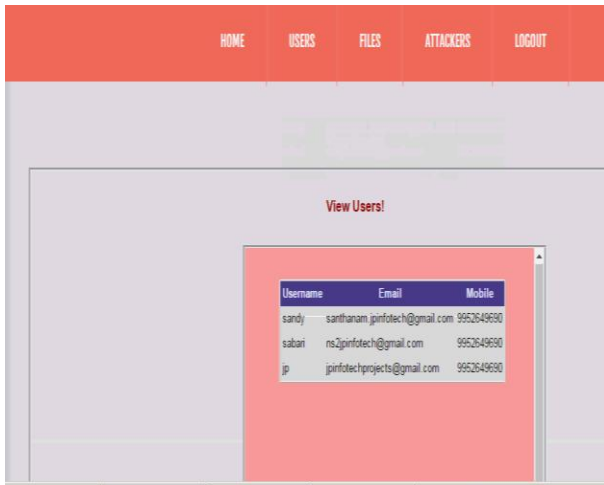 HOME USERS FILES ATTACKERS LOGOUT
View Users!
Username Email Mobile
sandy santhanam.jpinfotech@gmail.com 9952649690
sabari ns2jpinfotech@gmail.com 9952649690
jp jpinfotechprojects@gmail.com 9952649690